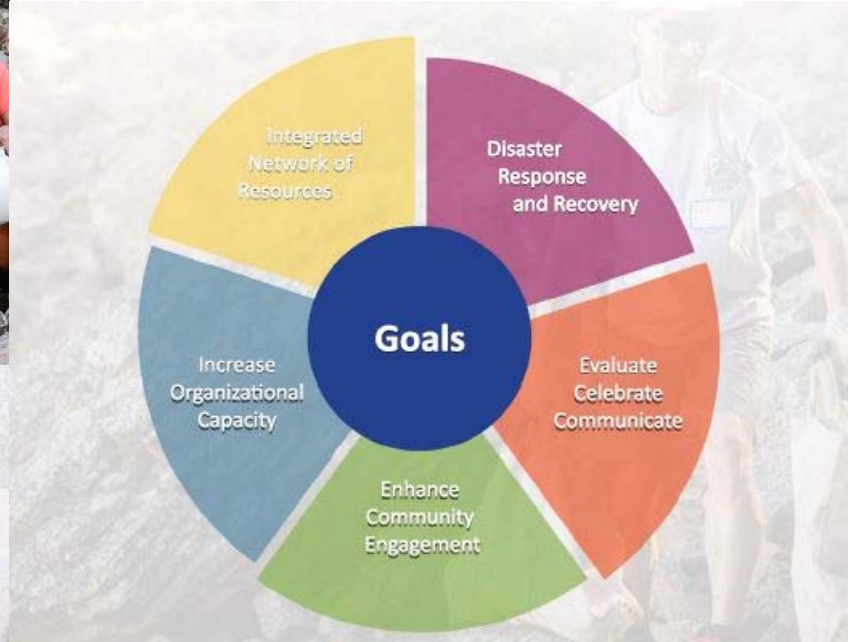 Integrated
Network of
Resources
Disaster
Response
and Recovery
Goals
Increase
Organizational
Capacity
Evaluate
Celebrate
Communicate
Enhance
Community
Engagement